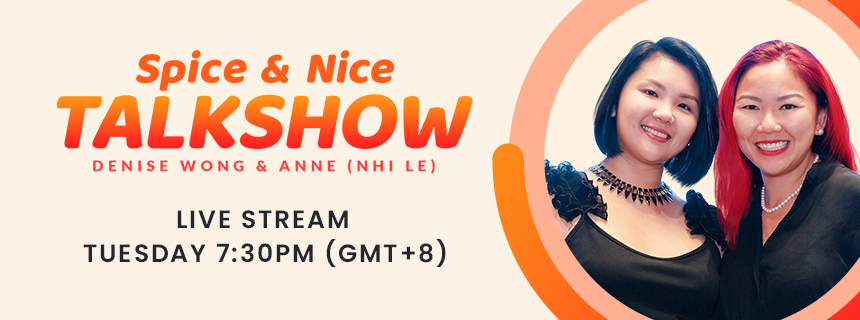 Spice & Nice
TALKSHOW
DENISE WONG & ANNE (NHI LE)
LIVE STREAM
TUESDAY 7:30PM (GMT+8)